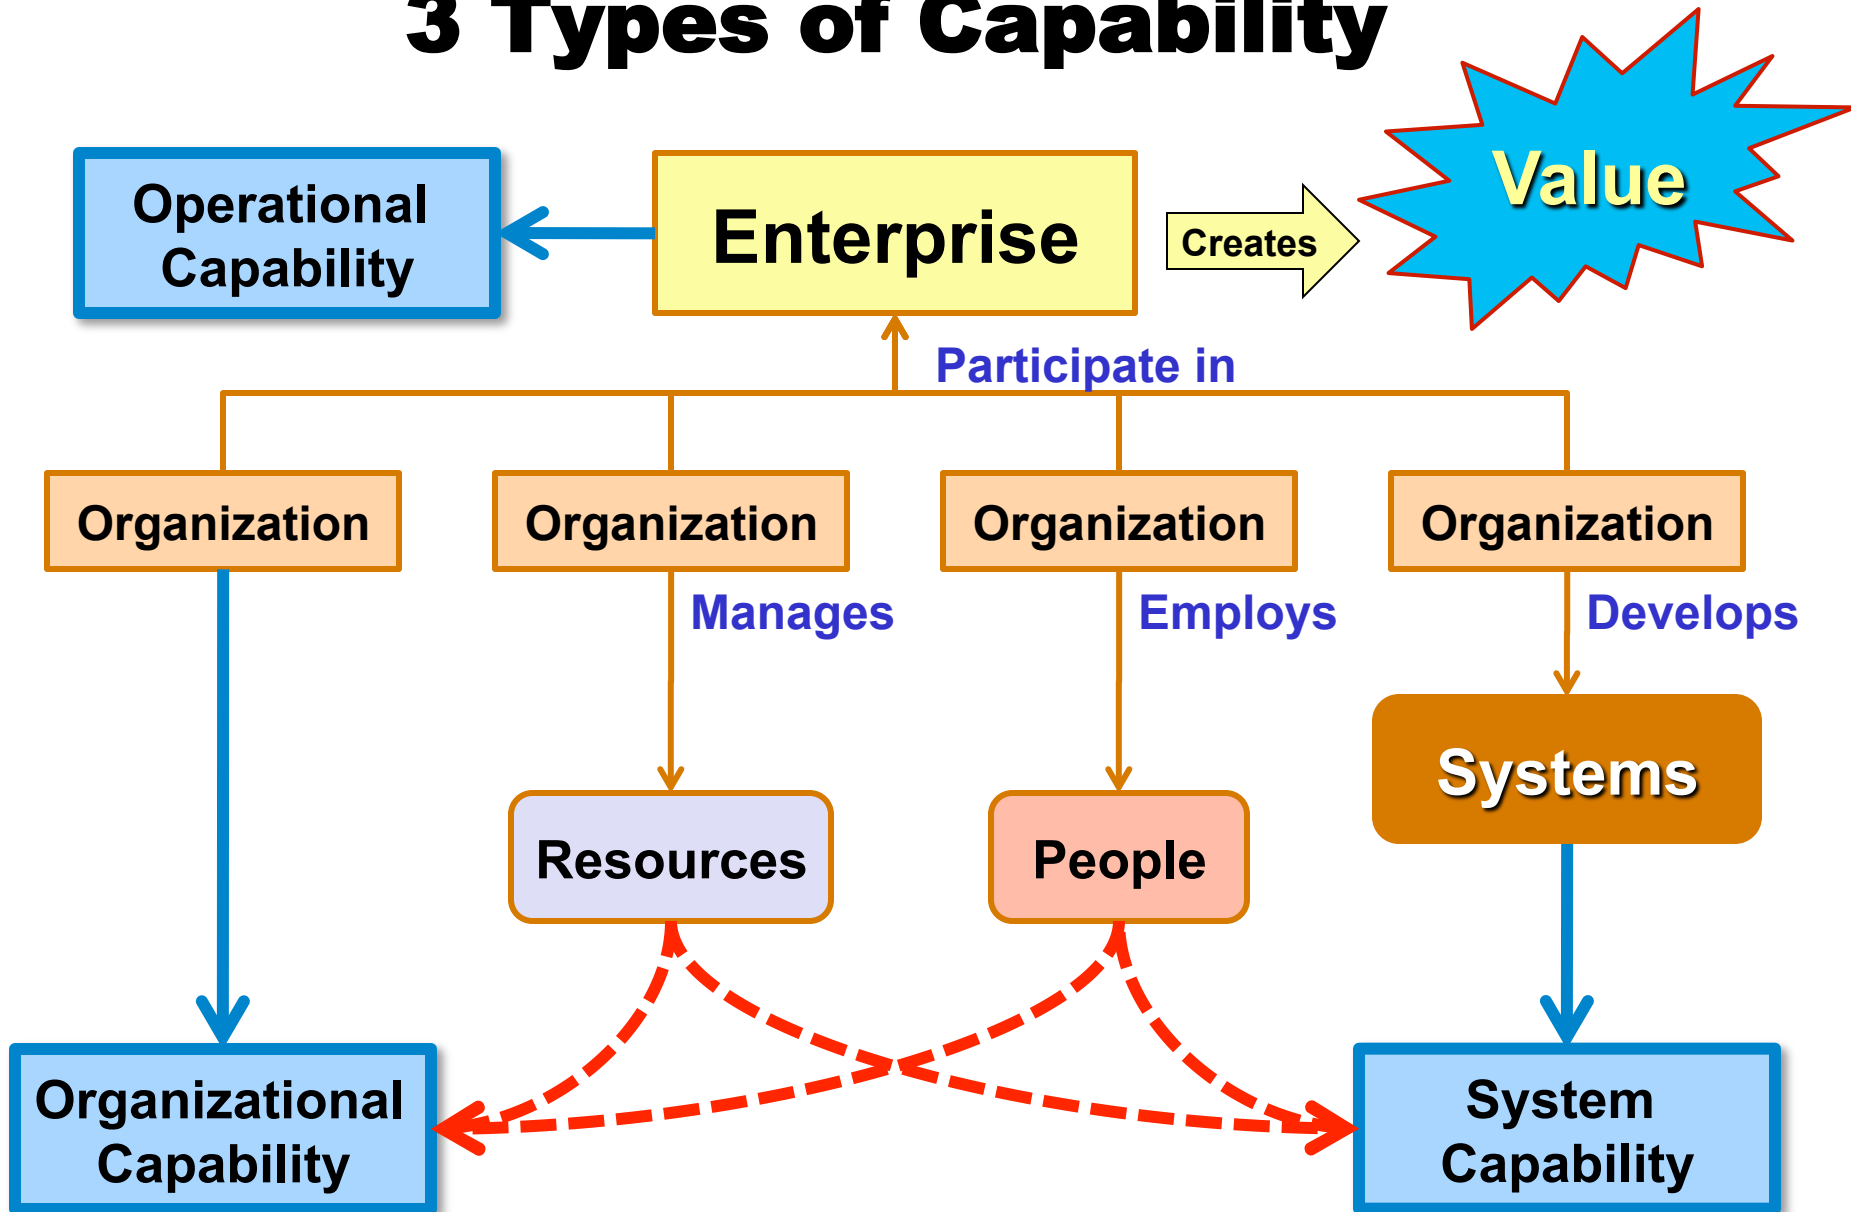 3 Types of Capability
Operational
Capability
Enterprise
Creates
Value
Participate in
Organization
Organization
Organization
Organization
Manages
Employs
Develops
Systems
Resources
People
Organizational
Capability
System
Capability